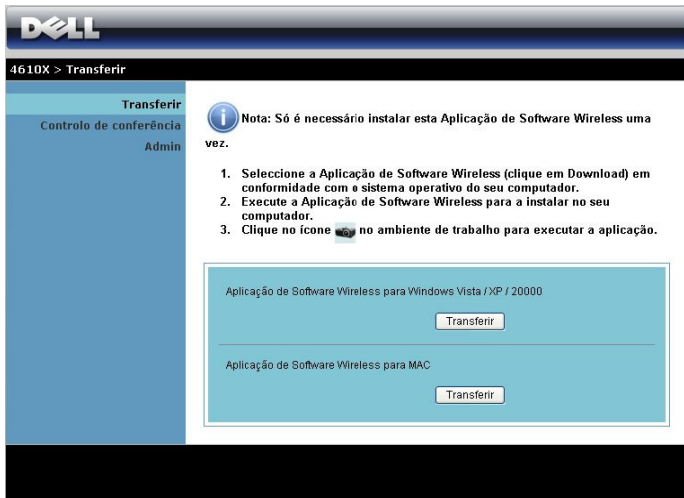 DELL
4610X > Transferir
Transferir
Controlo de conferência
Admin
Nota: Só é necessário instalar esta Aplicação de Software Wireless uma
vez.
1. Seleccione a Aplicação de Software Wireless (clique em Download) em
conformidade com o sistema operativo do seu computador.
2. Execute a Aplicação de Software Wireless para a instalar no seu
computador.
3. Clique no ícone no ambiente de trabalho para executar a aplicação.
Aplicação de Software Wireless para Windows Vista / XP / 20000
Transferir
Aplicação de Software Wireless para MAC
Transferir